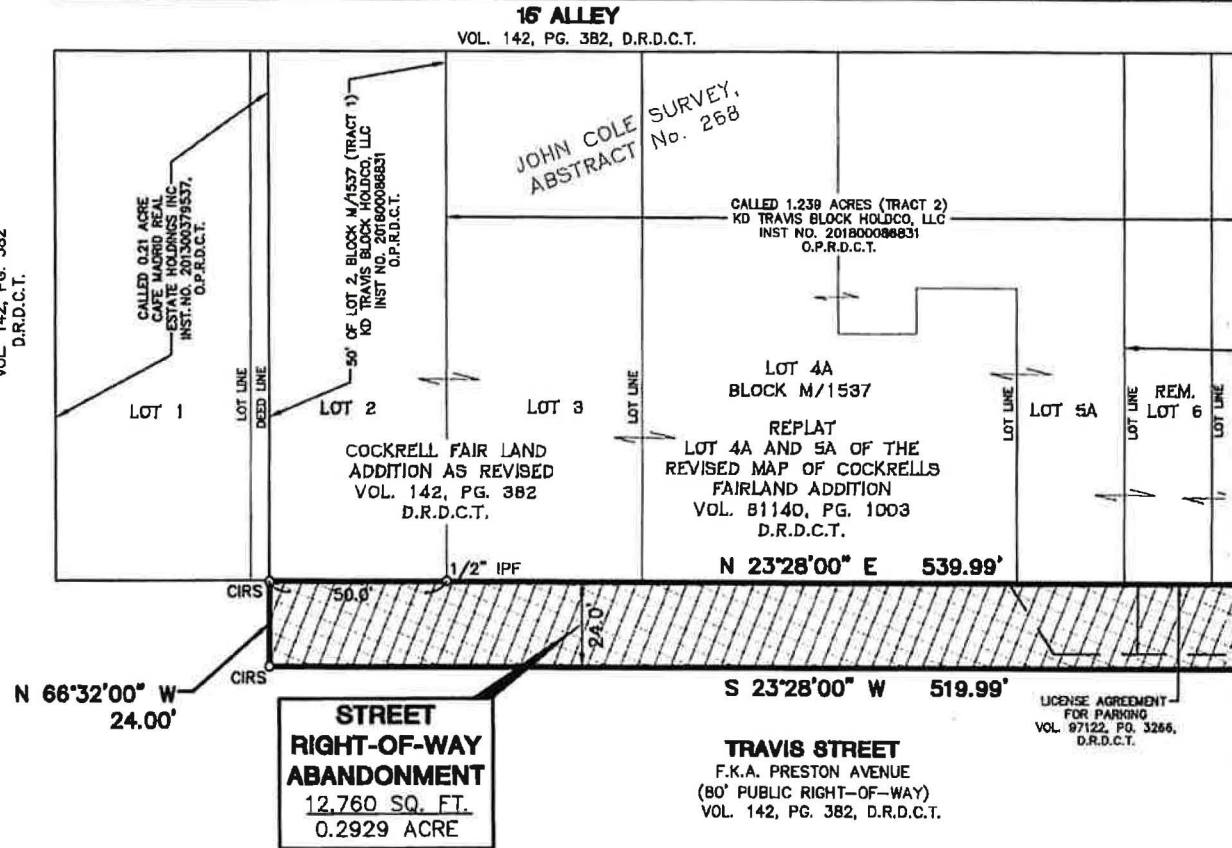 15' ALLEY
VOL. 142, PG. 382, D.R.D.C.T.
VOL. 142, PG. 382
D.R.D.C.T.
CALLED 0.21 ACRE
CAFE MADRID REAL
ESTATE HOLDINGS INC
INST. NO. 201300379537,
O.P.R.D.C.T.
50' OF LOT 2, BLOCK M/1537 (TRACT 1)
KD TRAVIS BLOCK HOLDCO, LLC
INST NO. 201800086831
O.P.R.D.C.T.
JOHN COLE SURVEY,
ABSTRACT No. 268
CALLED 1.239 ACRES (TRACT 2)
KD TRAVIS BLOCK HOLDCO, LLC
INST NO. 201800086831
O.P.R.D.C.T.
LOT 1
LOT LINE
DEED LINE
LOT 2
LOT 3
LOT LINE
LOT 4A
BLOCK M/1537
LOT LINE
LOT 5A
LOT LINE
REM.
LOT 6
LOT LINE
COCKRELL FAIR LAND
ADDITION AS REVISED
VOL. 142, PG. 382
D.R.D.C.T.
REPLAT
LOT 4A AND 5A OF THE
REVISED MAP OF COCKRELLS
FAIRLAND ADDITION
VOL. 81140, PG. 1003
D.R.D.C.T.
1/2" IPF
N 23°28'00" E 539.99'
CIRS
50.0'
24.0'
CIRS
N 66°32'00" W
24.00'
S 23°28'00" W 519.99'
LICENSE AGREEMENT
FOR PARKING
VOL. 97122, PG. 3266,
D.R.D.C.T.
STREET
RIGHT-OF-WAY
ABANDONMENT
12,760 SQ. FT.
0.2929 ACRE
TRAVIS STREET
F.K.A. PRESTON AVENUE
(80' PUBLIC RIGHT-OF-WAY)
VOL. 142, PG. 382, D.R.D.C.T.